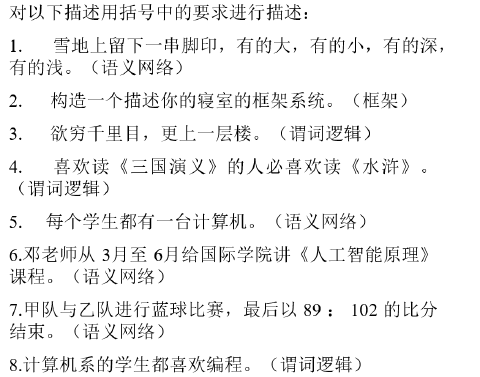 对以下描述用括号中的要求进行描述：
1. 雪地上留下一串脚印，有的大，有的小，有的深，
有的浅。（语义网络）
2. 构造一个描述你的寝室的框架系统。（框架）
3. 欲穷千里目，更上一层楼。（谓词逻辑）
4. 喜欢读《三国演义》的人必喜欢读《水浒》。
（谓词逻辑）
5. 每个学生都有一台计算机。（语义网络）
6.邓老师从 3月至 6月给国际学院讲《人工智能原理》
课程。（语义网络）
7.甲队与乙队进行蓝球比赛，最后以 89 ： 102 的比分
结束。（语义网络）
8.计算机系的学生都喜欢编程。（谓词逻辑）